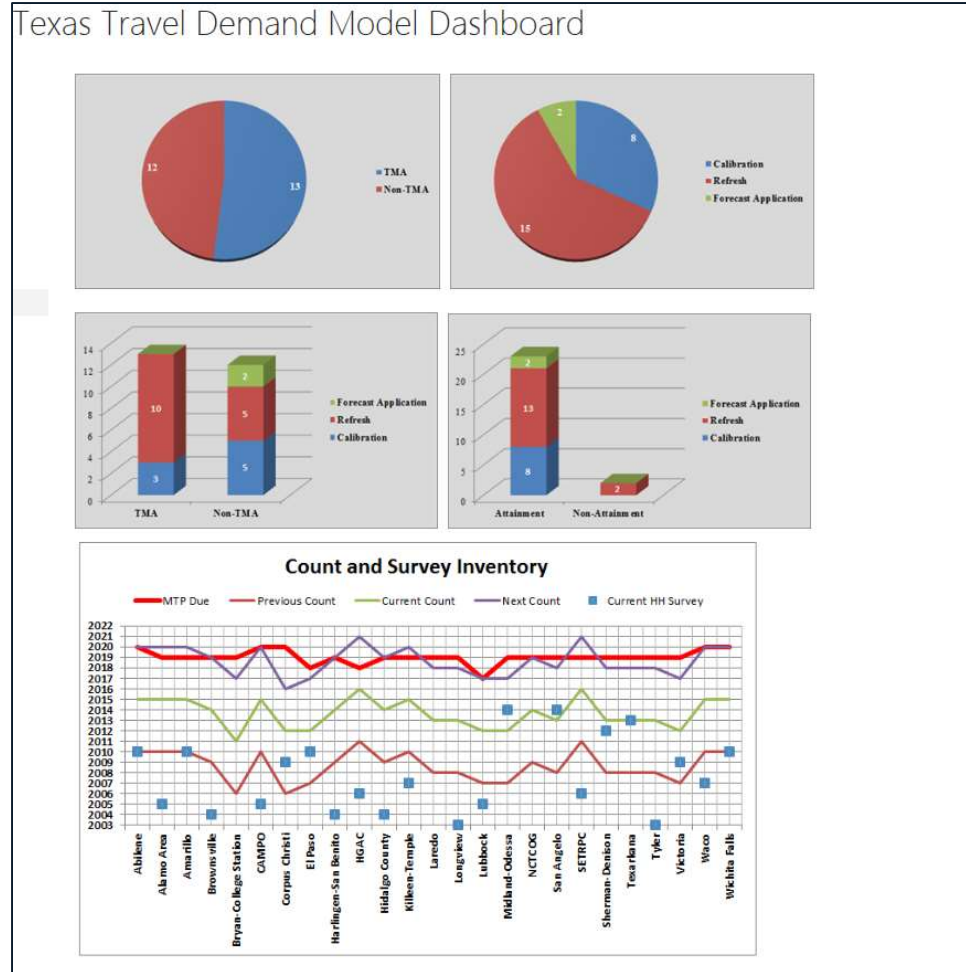 Texas Travel Demand Model Dashboard
12
13
TMA
Non-TMA
2
8
15
Calibration
Refresh
Forecast Application
14
12
10
8
6
4
2
0
10
3
2
5
5
TMA
Non-TMA
Forecast Application
Refresh
Calibration
25
20
15
10
5
0
2
13
8
2
Attainment
Non-Attainment
Forecast Application
Refresh
Calibration
Count and Survey Inventory
MTP Due Previous Count Current Count Next Count Current HH Survey
2022
2021
2020
2019
2018
2017
2016
2015
2014
2013
2012
2011
2010
2009
2008
2007
2006
2005
2004
2003
Abilene
Alamo Area
Amarillo
Brownsville
Bryan-College Station
CAMPO
Corpus Christi
El Paso
Harlingen-San Benito
HGAC
Hidalgo County
Killeen-Temple
Laredo
Longview
Lubbock
Midland-Odessa
NCTCOG
San Angelo
SETRPC
Sherman-Denison
Texarkana
Tyler
Victoria
Waco
Wichita Falls